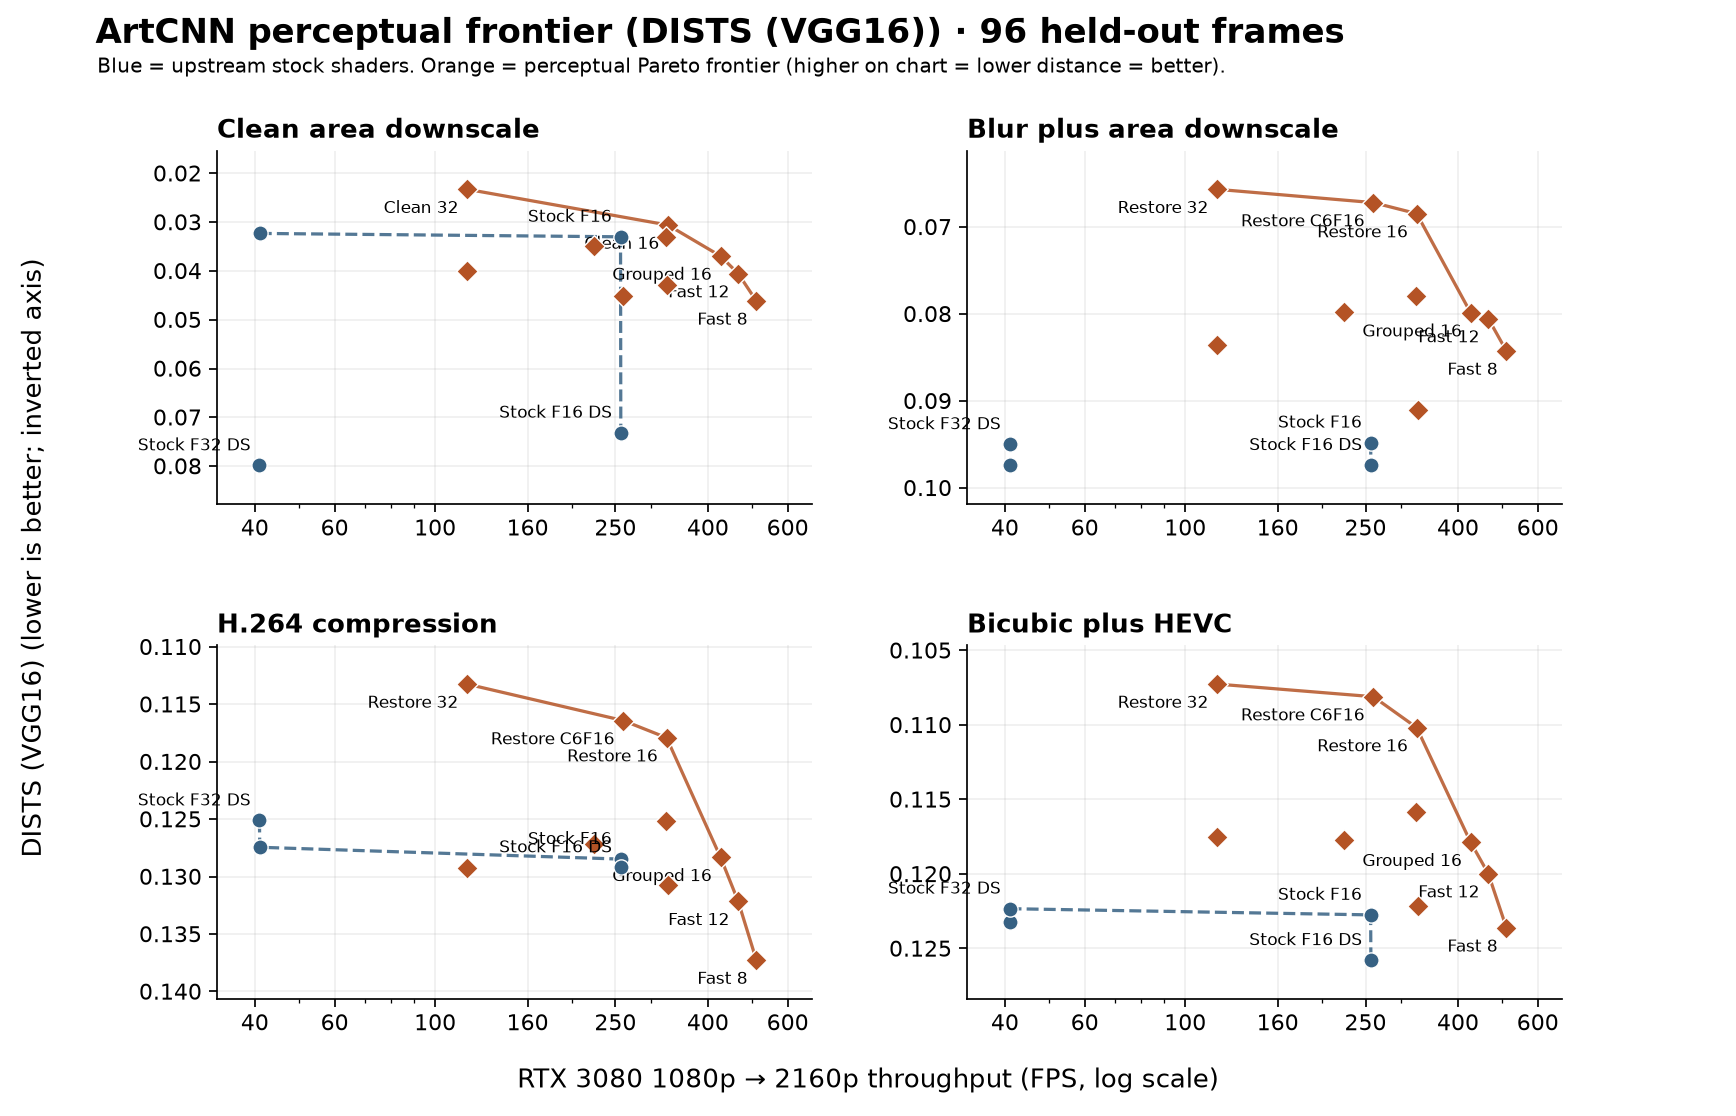 ArtCNN perceptual frontier (DISTS (VGG16)) · 96 held-out frames
Blue = upstream stock shaders. Orange = perceptual Pareto frontier (higher on chart = lower distance = better).
DISTS (VGG16) (lower is better; inverted axis)
Clean area downscale
0.02
0.03
0.04
0.05
0.06
0.07
0.08
Clean 32
Stock F16
Clean 16
Grouped 16
Fast 12
Fast 8
Stock F16 DS
Stock F32 DS
40 60 100 160 250 400 600
Blur plus area downscale
0.07
0.08
0.09
0.10
Restore 32
Restore C6F16
Restore 16
Grouped 16
Fast 12
Fast 8
Stock F32 DS
Stock F16
Stock F16 DS
40 60 100 160 250 400 600
H.264 compression
0.110
0.115
0.120
0.125
0.130
0.135
0.140
Restore 32
Restore C6F16
Restore 16
Stock F32 DS
Stock F16
Stock F16 DS
Grouped 16
Fast 12
Fast 8
40 60 100 160 250 400 600
Bicubic plus HEVC
0.105
0.110
0.115
0.120
0.125
Restore 32
Restore C6F16
Restore 16
Grouped 16
Stock F32 DS
Stock F16
Fast 12
Stock F16 DS
Fast 8
40 60 100 160 250 400 600
RTX 3080 1080p → 2160p throughput (FPS, log scale)